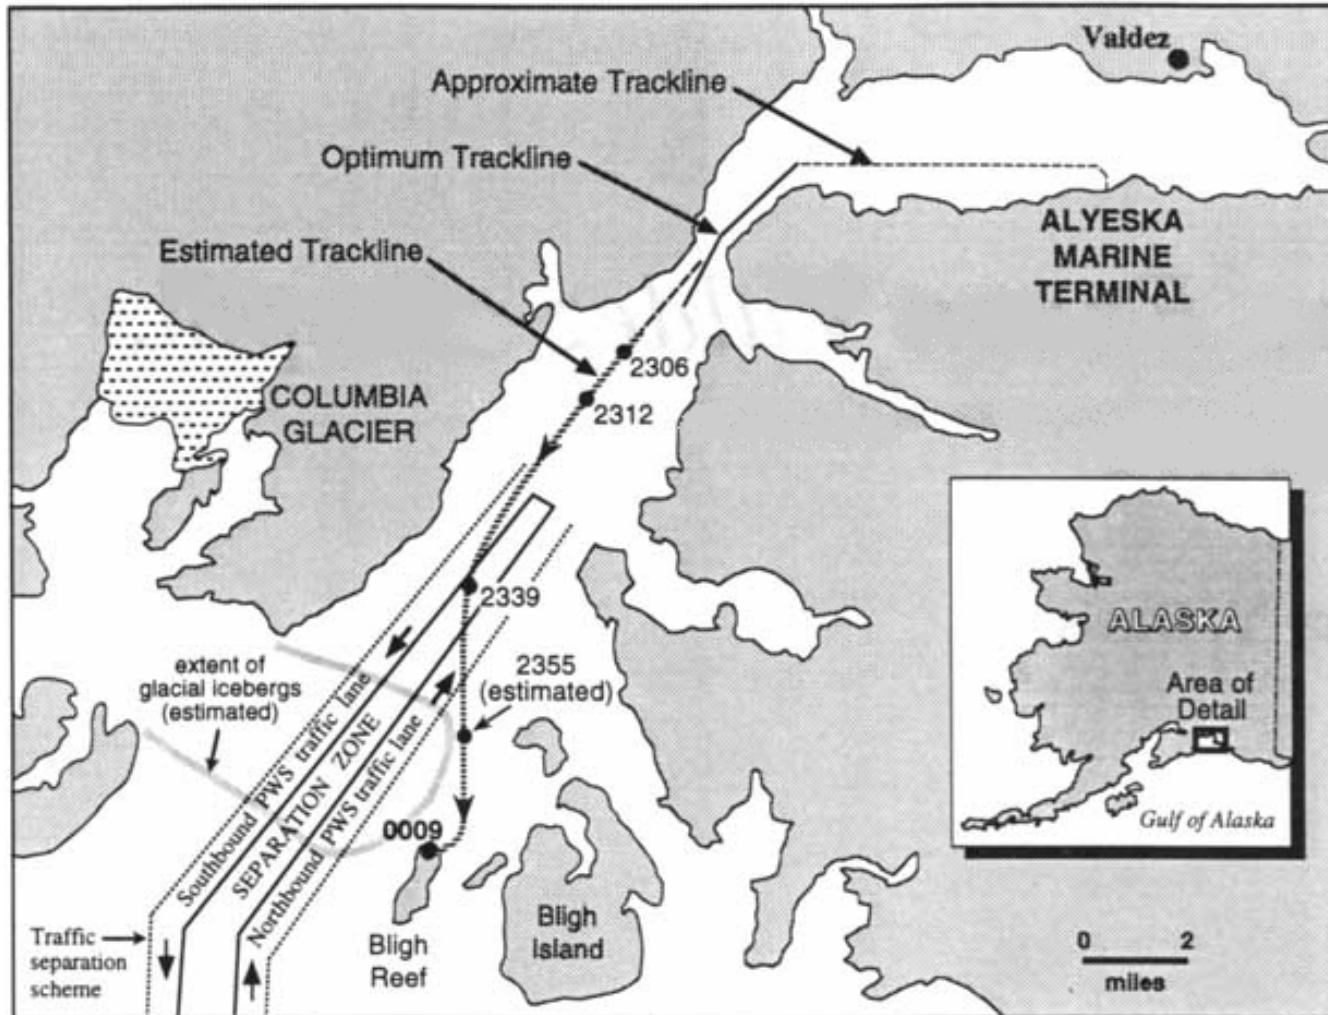 Valdez
Approximate Trackline
Optimum Trackline
ALYESKA
MARINE
TERMINAL
Estimated Trackline
2306
COLUMBIA
GLACIER
2312
2339
ALASKA
extent of
glacial icebergs
(estimated)
2355
(estimated)
Area of
Detail
Southbound PWS traffic lane
SEPARATION ZONE
Northbound PWS traffic lane
0009
Gulf of Alaska
Traffic
separation
scheme
Bligh
Reef
Bligh
Island
0 2
miles